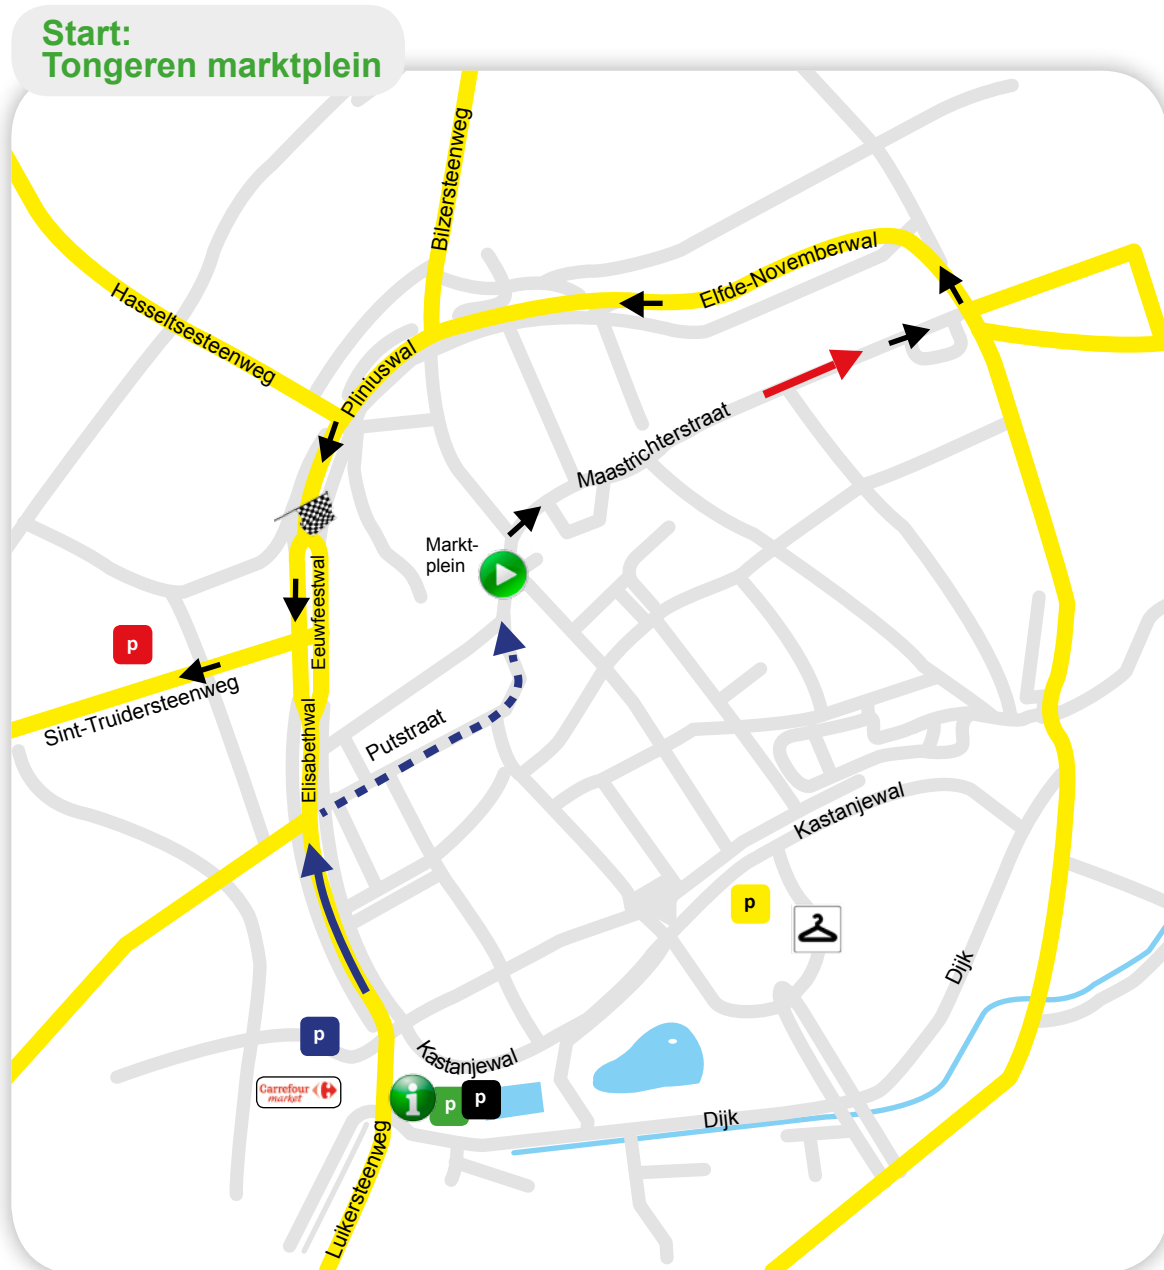 Start:
Tongeren marktplein
Bilzersteenweg
Hasseltsesteenweg
Pliniuswal
Elfde-Novemberwal
Maastrichterstraat
Markt-
plein
Eeuwfeestwal
p
Sint-Truidersteenweg
Elisabethwal
Putstraat
Kastanjewal
p
Dijk
p
Kastanjewal
Carrefour
market
i
p
p
Dijk
Luikersteenweg